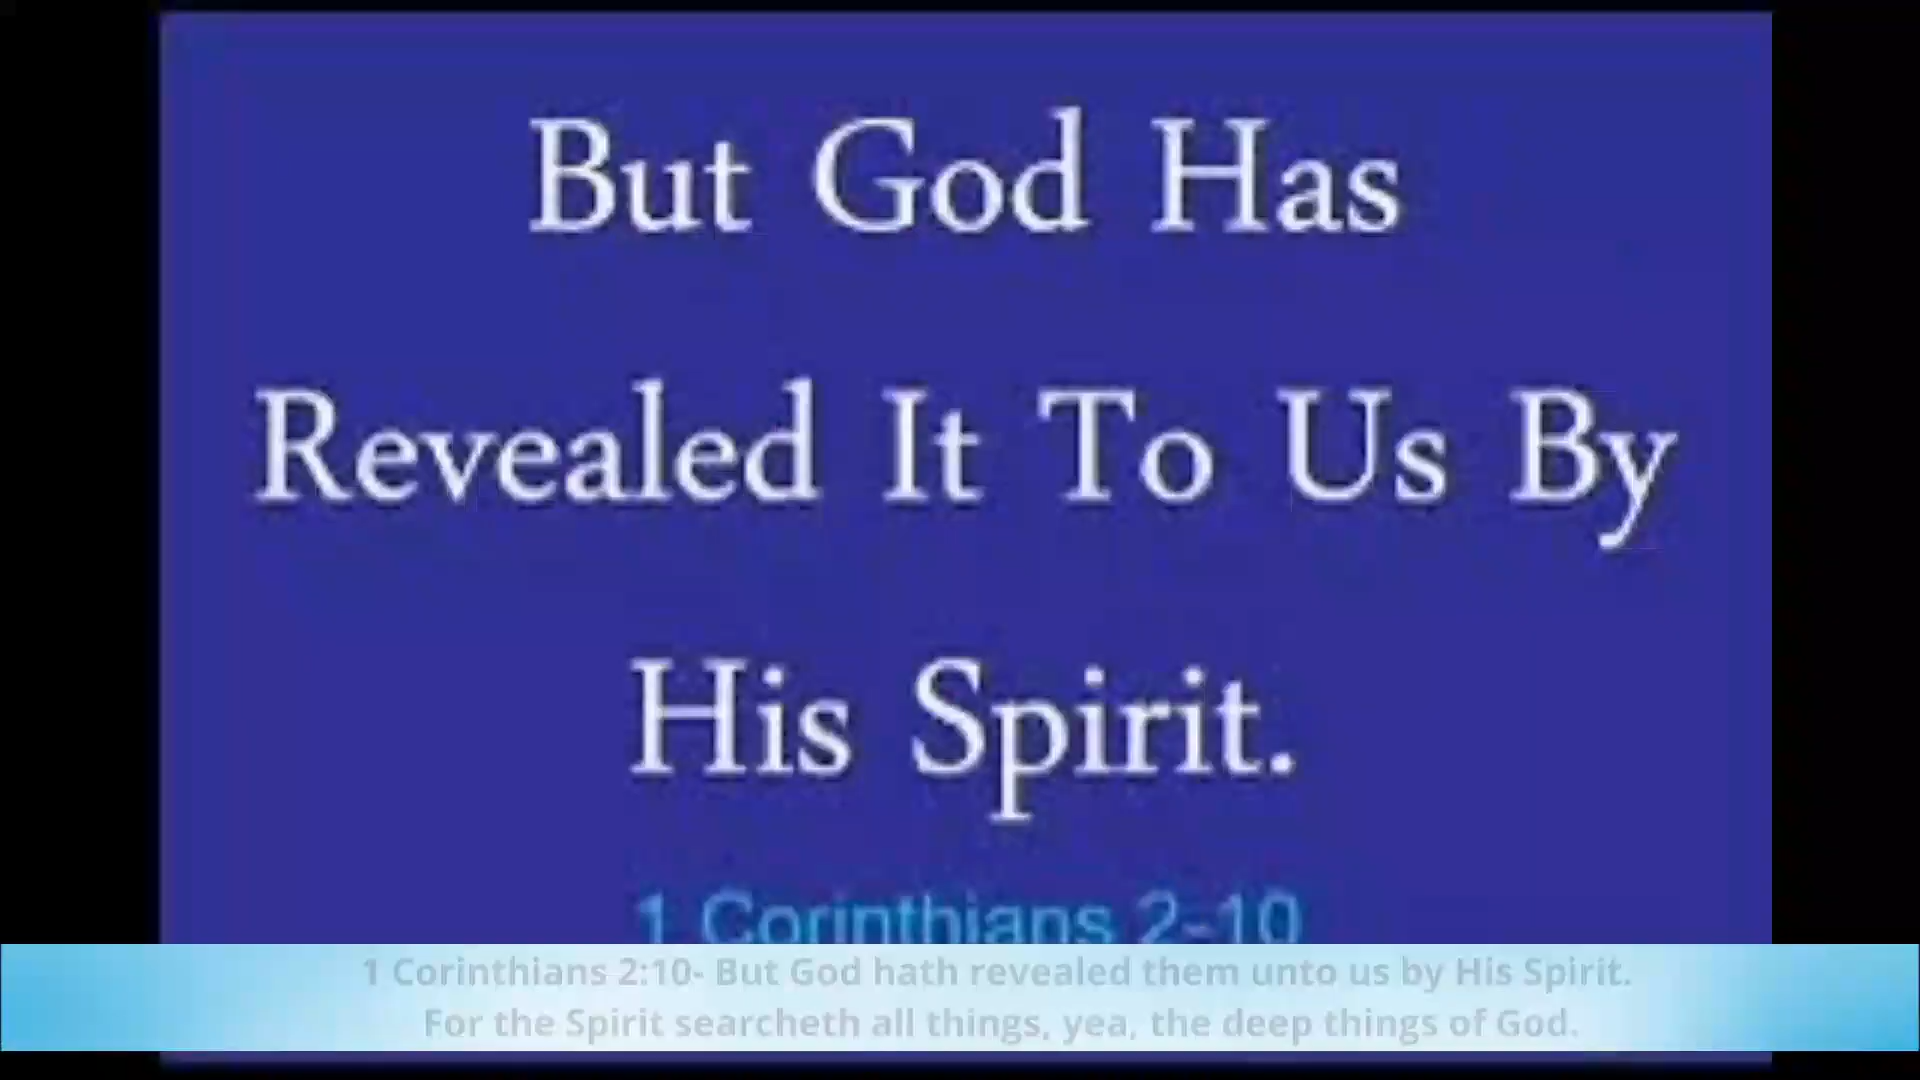 But God Has
Revealed It To Us By
His Spirit.
1 Corinthians 2-10
1 Corinthians 2:10- But God hath revealed them unto us by His Spirit.
For the Spirit searcheth all things, yea, the deep things of God.